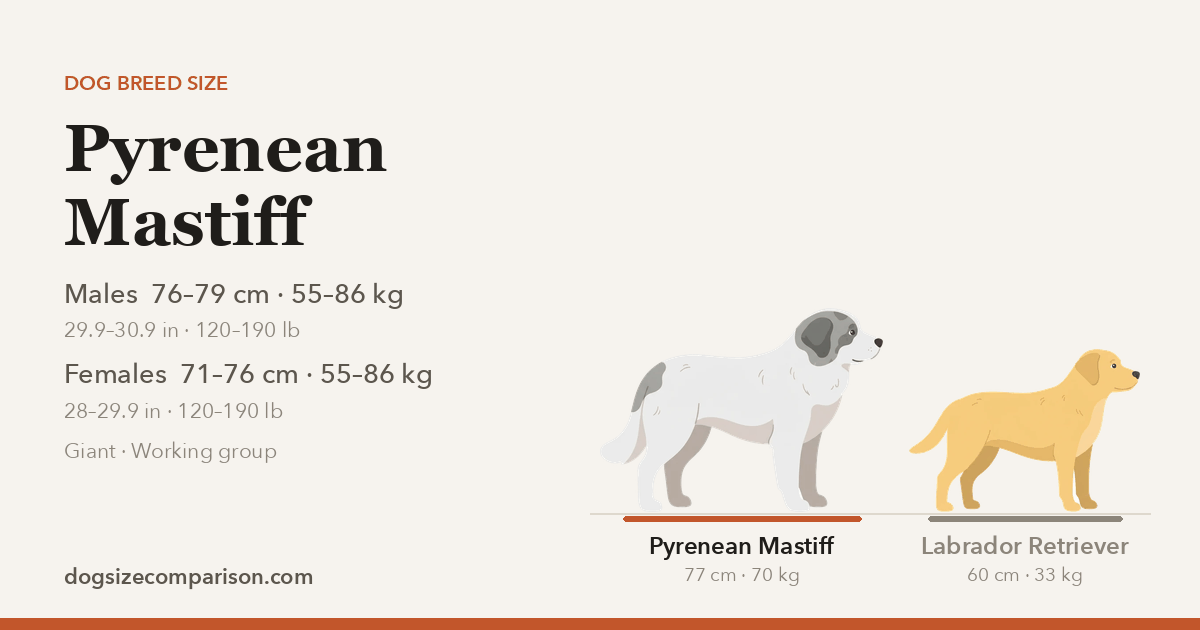 DOG BREED SIZE
Pyrenean
Mastiff
Males 76–79 cm · 55–86 kg
29.9–30.9 in · 120–190 lb
Females 71–76 cm · 55–86 kg
28–29.9 in · 120–190 lb
Giant · Working group
dogsizecomparison.com
Pyrenean Mastiff
77 cm · 70 kg
Labrador Retriever
60 cm · 33 kg